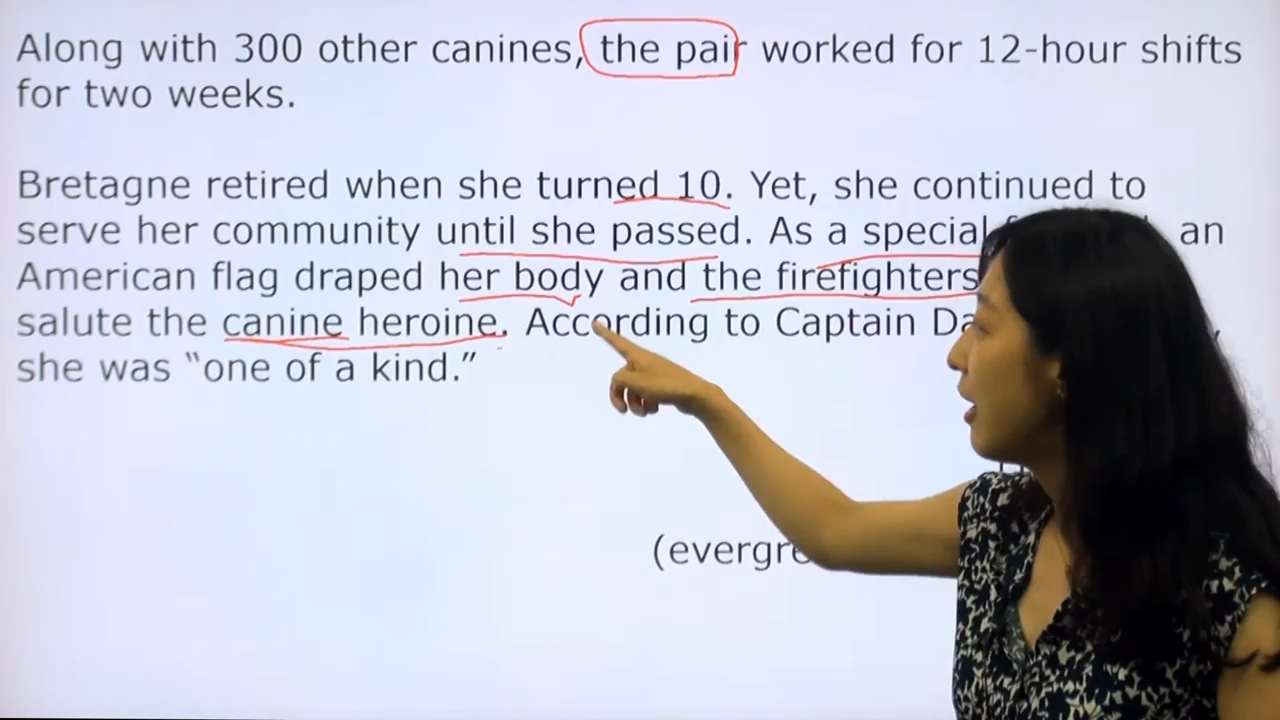 Along with 300 other canines, the pair worked for 12-hour shifts
for two weeks.
Bretagne retired when she turned 10. Yet, she continued to
serve her community until she passed. As a special an
American flag draped her body and the firefighters
salute the canine heroine. According to Captain
she was “one of a kind.”